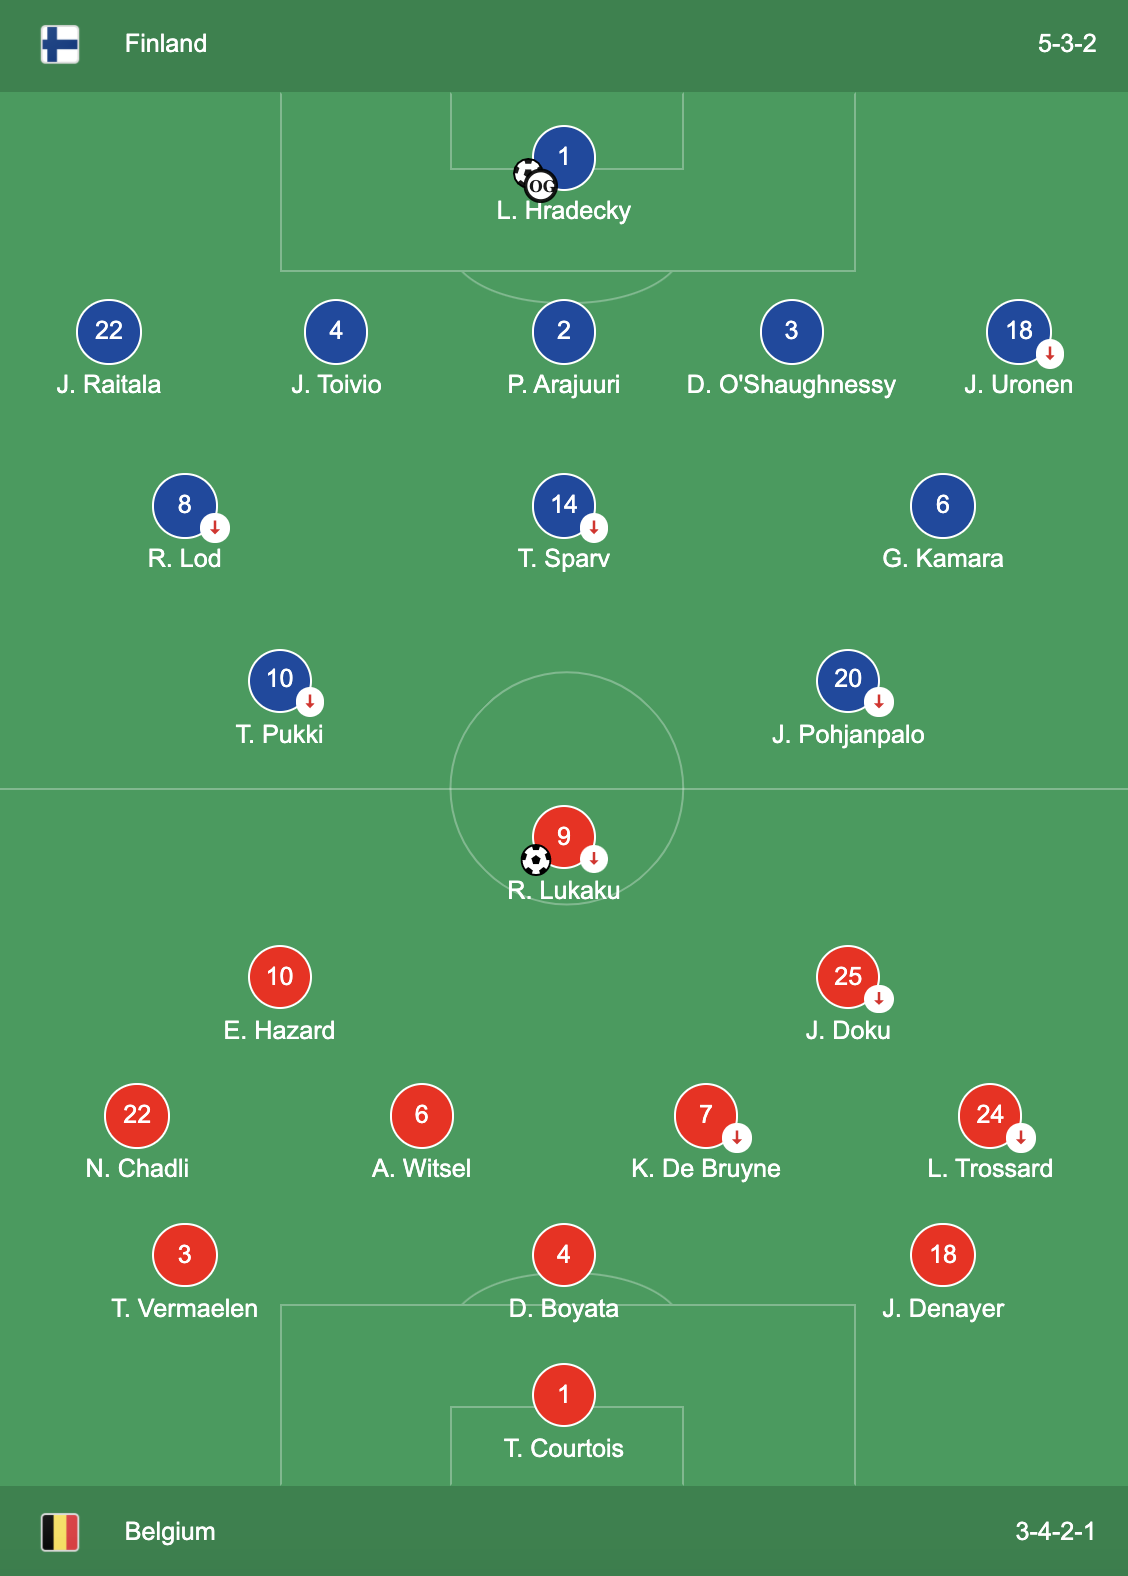 Finland 5-3-2
1
OG
L. Hradecky
22 4 2 3 18
J. Raitala J. Toivio P. Arajuuri D. O'Shaughnessy J. Uronen
8 14 6
R. Lod T. Sparv G. Kamara
10 20
T. Pukki J. Pohjanpalo
9
R. Lukaku
10 25
E. Hazard J. Doku
22 6 7 24
N. Chadli A. Witsel K. De Bruyne L. Trossard
3 4 18
T. Vermaelen D. Boyata J. Denayer
1
T. Courtois
Belgium 3-4-2-1